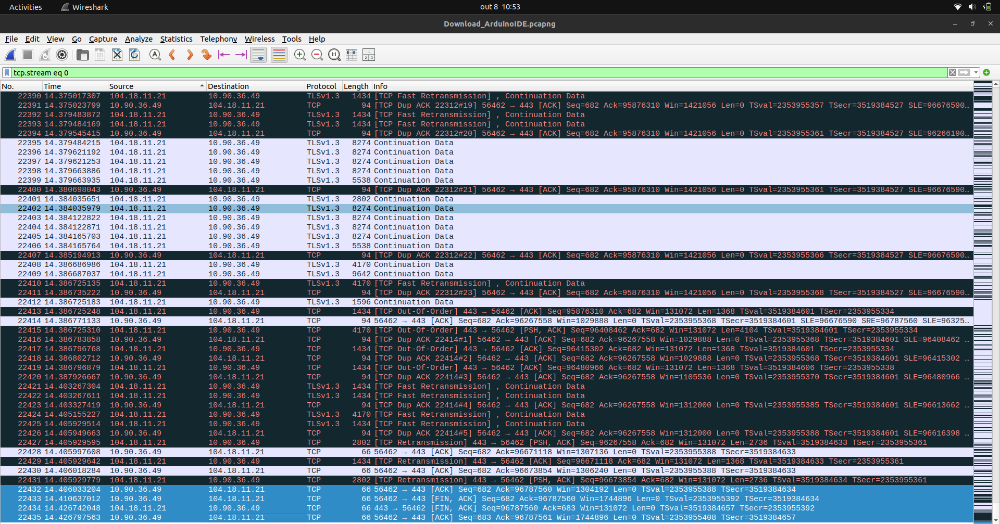 Activities Wireshark out 8 10:53
Download_ArduinoIDE.pcapng
File Edit View Go Capture Analyze Statistics Telephony Wireless Tools Help
tcp.stream eq 0
No. Time Source Destination Protocol Length Info
22390 14.375017307 104.18.11.21 10.90.36.49 TLSv1.3 1434 [TCP Fast Retransmission] , Continuation Data
22391 14.375023799 10.90.36.49 104.18.11.21 TCP 94 [TCP Dup ACK 22312#19] 56462 → 443 [ACK] Seq=682 Ack=95876310 Win=1421056 Len=0 TSval=2353955357 TSecr=3519384527 SLE=96676590…
22392 14.379483872 104.18.11.21 10.90.36.49 TLSv1.3 1434 [TCP Fast Retransmission] , Continuation Data
22393 14.379484169 104.18.11.21 10.90.36.49 TLSv1.3 1434 [TCP Fast Retransmission] , Continuation Data
22394 14.379545415 10.90.36.49 104.18.11.21 TCP 94 [TCP Dup ACK 22312#20] 56462 → 443 [ACK] Seq=682 Ack=95876310 Win=1421056 Len=0 TSval=2353955361 TSecr=3519384527 SLE=96266190…
22395 14.379484215 104.18.11.21 10.90.36.49 TLSv1.3 8274 Continuation Data
22396 14.379621192 104.18.11.21 10.90.36.49 TLSv1.3 8274 Continuation Data
22397 14.379621253 104.18.11.21 10.90.36.49 TLSv1.3 8274 Continuation Data
22398 14.379663886 104.18.11.21 10.90.36.49 TLSv1.3 8274 Continuation Data
22399 14.379663935 104.18.11.21 10.90.36.49 TLSv1.3 5538 Continuation Data
22400 14.380698043 10.90.36.49 104.18.11.21 TCP 94 [TCP Dup ACK 22312#21] 56462 → 443 [ACK] Seq=682 Ack=95876310 Win=1421056 Len=0 TSval=2353955361 TSecr=3519384527 SLE=96676590…
22401 14.384035651 104.18.11.21 10.90.36.49 TLSv1.3 2802 Continuation Data
22402 14.384035979 104.18.11.21 10.90.36.49 TLSv1.3 8274 Continuation Data
22403 14.384122822 104.18.11.21 10.90.36.49 TLSv1.3 8274 Continuation Data
22404 14.384122871 104.18.11.21 10.90.36.49 TLSv1.3 8274 Continuation Data
22405 14.384165703 104.18.11.21 10.90.36.49 TLSv1.3 8274 Continuation Data
22406 14.384165764 104.18.11.21 10.90.36.49 TLSv1.3 5538 Continuation Data
22407 14.385194913 10.90.36.49 104.18.11.21 TCP 94 [TCP Dup ACK 22312#22] 56462 → 443 [ACK] Seq=682 Ack=95876310 Win=1421056 Len=0 TSval=2353955366 TSecr=3519384527 SLE=96676590…
22408 14.386686986 104.18.11.21 10.90.36.49 TLSv1.3 4170 Continuation Data
22409 14.386687037 104.18.11.21 10.90.36.49 TLSv1.3 9642 Continuation Data
22410 14.386725135 104.18.11.21 10.90.36.49 TLSv1.3 4170 [TCP Fast Retransmission] , Continuation Data
22411 14.386735222 10.90.36.49 104.18.11.21 TCP 94 [TCP Dup ACK 22312#23] 56462 → 443 [ACK] Seq=682 Ack=95876310 Win=1421056 Len=0 TSval=2353955368 TSecr=3519384527 SLE=96676590…
22412 14.386725183 104.18.11.21 10.90.36.49 TLSv1.3 1596 Continuation Data
22413 14.386725248 104.18.11.21 10.90.36.49 TCP 1434 [TCP Out-Of-Order] 443 → 56462 [ACK] Seq=95876310 Ack=682 Win=131072 Len=1368 TSval=3519384601 TSecr=2353955334
22414 14.386771133 10.90.36.49 104.18.11.21 TCP 94 56462 → 443 [ACK] Seq=682 Ack=96267558 Win=1029888 Len=0 TSval=2353955368 TSecr=3519384601 SLE=96676590 SRE=96787560 SLE=96325…
22415 14.386725310 104.18.11.21 10.90.36.49 TCP 4170 [TCP Out-Of-Order] 443 → 56462 [PSH, ACK] Seq=96408462 Ack=682 Win=131072 Len=4104 TSval=3519384601 TSecr=2353955334
22416 14.386783858 10.90.36.49 104.18.11.21 TCP 94 [TCP Dup ACK 22414#1] 56462 → 443 [ACK] Seq=682 Ack=96267558 Win=1029888 Len=0 TSval=2353955368 TSecr=3519384601 SLE=96408462 …
22417 14.386796768 104.18.11.21 10.90.36.49 TCP 1434 [TCP Out-Of-Order] 443 → 56462 [ACK] Seq=96415302 Ack=682 Win=131072 Len=1368 TSval=3519384601 TSecr=2353955334
22418 14.386802712 10.90.36.49 104.18.11.21 TCP 94 [TCP Dup ACK 22414#2] 56462 → 443 [ACK] Seq=682 Ack=96267558 Win=1029888 Len=0 TSval=2353955368 TSecr=3519384601 SLE=96415302 …
22419 14.386796879 104.18.11.21 10.90.36.49 TCP 1434 [TCP Out-Of-Order] 443 → 56462 [ACK] Seq=96480966 Ack=682 Win=131072 Len=1368 TSval=3519384606 TSecr=2353955338
22420 14.387926667 10.90.36.49 104.18.11.21 TCP 94 [TCP Dup ACK 22414#3] 56462 → 443 [ACK] Seq=682 Ack=96267558 Win=1105536 Len=0 TSval=2353955370 TSecr=3519384601 SLE=96480966 …
22421 14.403267304 104.18.11.21 10.90.36.49 TLSv1.3 1434 [TCP Fast Retransmission] , Continuation Data
22422 14.403267611 104.18.11.21 10.90.36.49 TLSv1.3 1434 [TCP Fast Retransmission] , Continuation Data
22423 14.403327419 10.90.36.49 104.18.11.21 TCP 94 [TCP Dup ACK 22414#4] 56462 → 443 [ACK] Seq=682 Ack=96267558 Win=1312000 Len=0 TSval=2353955385 TSecr=3519384601 SLE=96613662 …
22424 14.405155227 104.18.11.21 10.90.36.49 TLSv1.3 4170 [TCP Fast Retransmission] , Continuation Data
22425 14.405929514 104.18.11.21 10.90.36.49 TLSv1.3 1434 [TCP Fast Retransmission] , Continuation Data
22426 14.405949663 10.90.36.49 104.18.11.21 TCP 94 [TCP Dup ACK 22414#5] 56462 → 443 [ACK] Seq=682 Ack=96267558 Win=1312000 Len=0 TSval=2353955388 TSecr=3519384601 SLE=96616398 …
22427 14.405929595 104.18.11.21 10.90.36.49 TCP 2802 [TCP Retransmission] 443 → 56462 [PSH, ACK] Seq=96267558 Ack=682 Win=131072 Len=2736 TSval=3519384633 TSecr=2353955361
22428 14.405997608 10.90.36.49 104.18.11.21 TCP 66 56462 → 443 [ACK] Seq=682 Ack=96671118 Win=1307136 Len=0 TSval=2353955388 TSecr=3519384633
22429 14.405929642 104.18.11.21 10.90.36.49 TCP 1434 [TCP Retransmission] 443 → 56462 [ACK] Seq=96671118 Ack=682 Win=131072 Len=1368 TSval=3519384633 TSecr=2353955361
22430 14.406018284 10.90.36.49 104.18.11.21 TCP 66 56462 → 443 [ACK] Seq=682 Ack=96673854 Win=1306240 Len=0 TSval=2353955388 TSecr=3519384633
22431 14.405929779 104.18.11.21 10.90.36.49 TCP 2802 [TCP Retransmission] 443 → 56462 [PSH, ACK] Seq=96673854 Ack=682 Win=131072 Len=2736 TSval=3519384634 TSecr=2353955361
22432 14.406033204 10.90.36.49 104.18.11.21 TCP 66 56462 → 443 [ACK] Seq=682 Ack=96787560 Win=1304192 Len=0 TSval=2353955388 TSecr=3519384634
22433 14.410637012 10.90.36.49 104.18.11.21 TCP 66 56462 → 443 [FIN, ACK] Seq=682 Ack=96787560 Win=1744896 Len=0 TSval=2353955392 TSecr=3519384634
22434 14.426742048 104.18.11.21 10.90.36.49 TCP 66 443 → 56462 [FIN, ACK] Seq=96787560 Ack=683 Win=131072 Len=0 TSval=3519384657 TSecr=2353955392
22435 14.426797563 10.90.36.49 104.18.11.21 TCP 66 56462 → 443 [ACK] Seq=683 Ack=96787561 Win=1744896 Len=0 TSval=2353955408 TSecr=3519384657